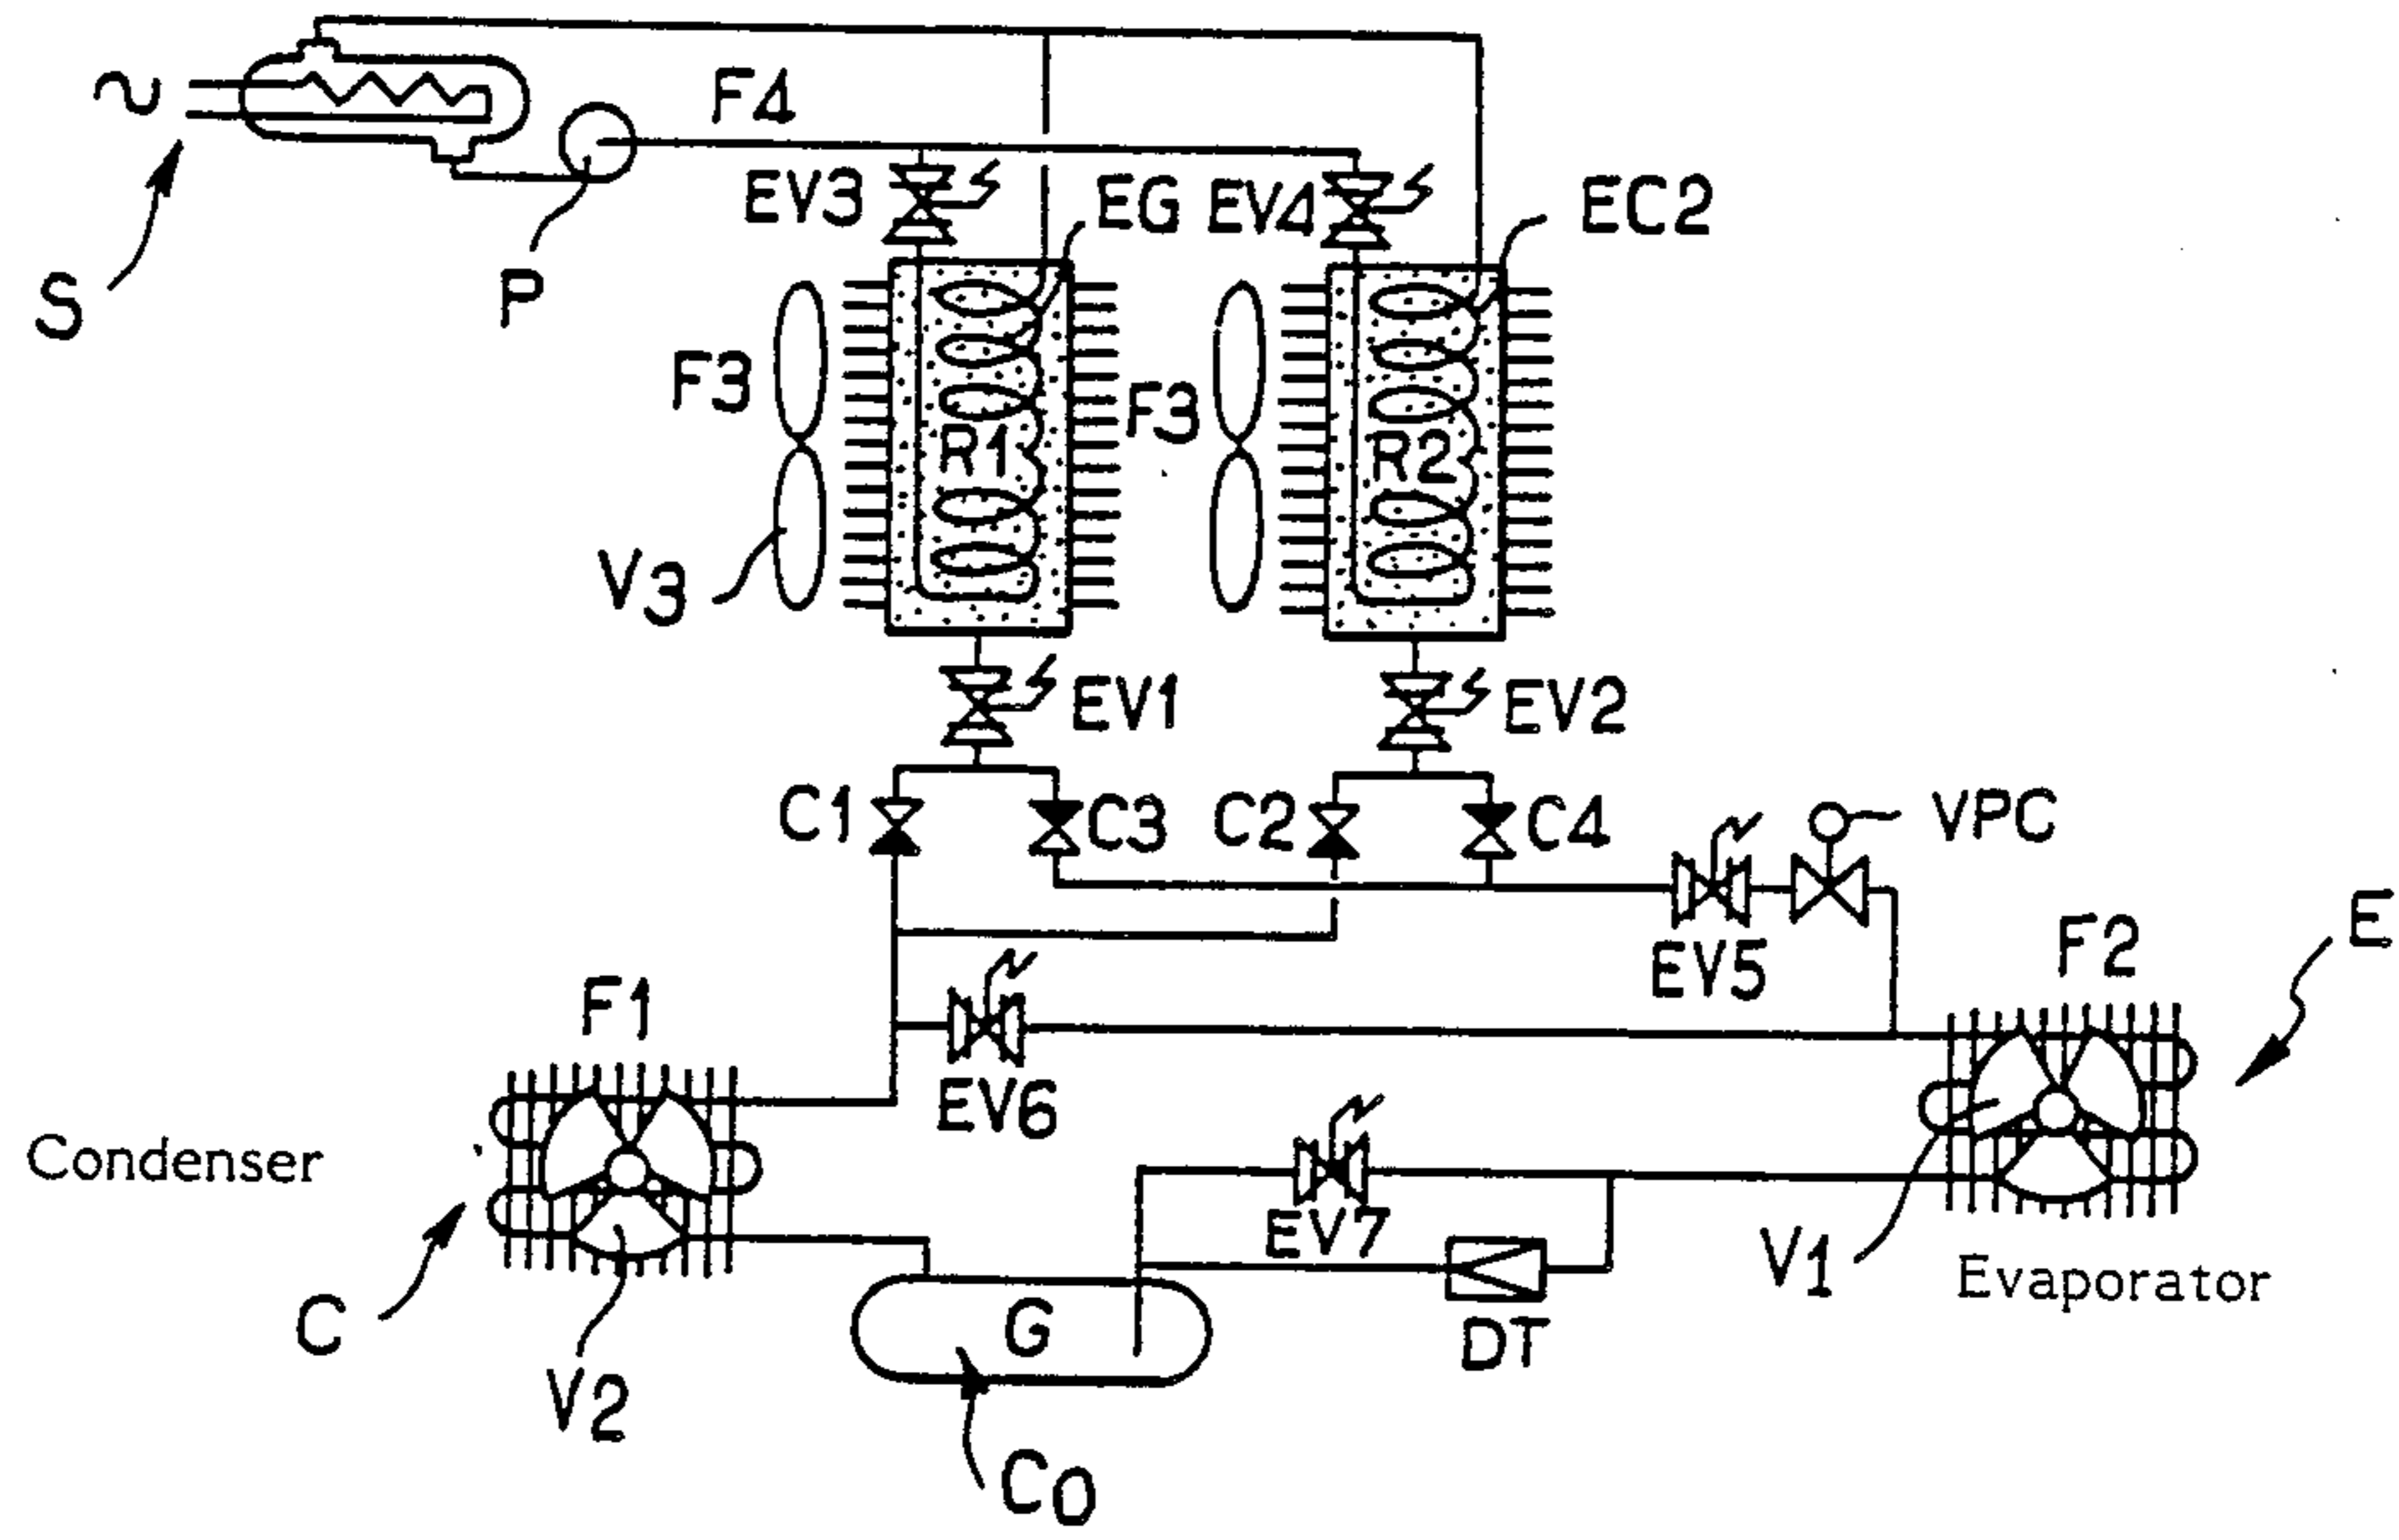 F4
EV3
EG
EV4
EC2
S
P
F3
F3
R1
R2
V3
EV1
EV2
C1
C3
C2
C4
VPC
E
EV5
F2
F1
EV6
Condenser
EV7
V1
Evaporator
C
G
DT
V2
Co